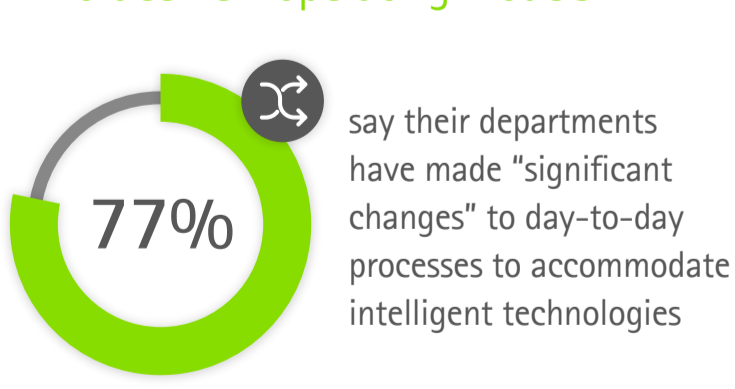 77%
say their departments
have made “significant
changes” to day-to-day
processes to accommodate
intelligent technologies